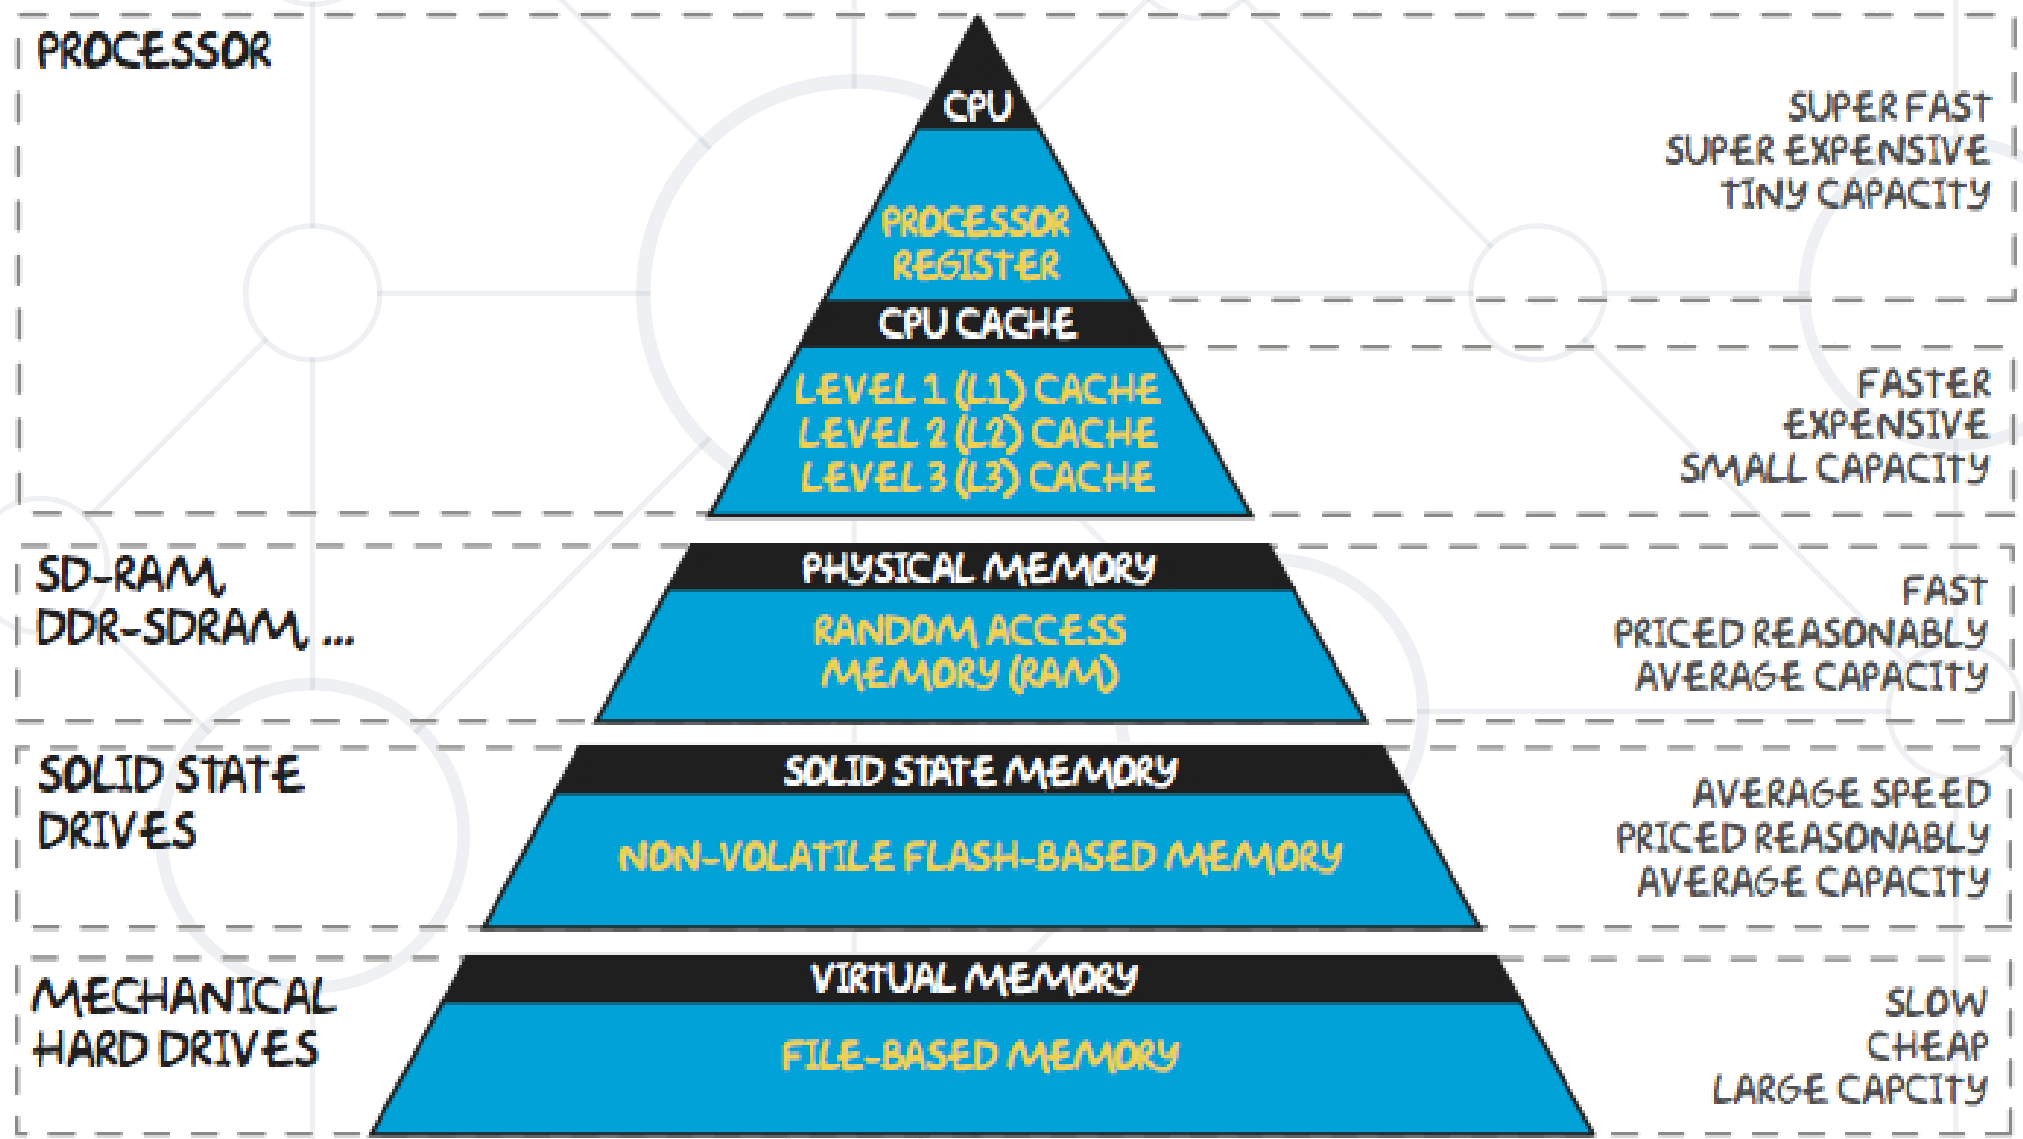 PROCESSOR
CPU
SUPER FAST
SUPER EXPENSIVE
TINY CAPACITY
PROCESSOR
REGISTER
CPU CACHE
LEVEL 1 (L1) CACHE
LEVEL 2 (L2) CACHE
LEVEL 3 (L3) CACHE
FASTER
EXPENSIVE
SMALL CAPACITY
SD-RAM,
DDR-SDRAM, ...
PHYSICAL MEMORY
RANDOM ACCESS
MEMORY (RAM)
FAST
PRICED REASONABLY
AVERAGE CAPACITY
SOLID STATE
DRIVES
SOLID STATE MEMORY
NON-VOLATILE FLASH-BASED MEMORY
AVERAGE SPEED
PRICED REASONABLY
AVERAGE CAPACITY
MECHANICAL
HARD DRIVES
VIRTUAL MEMORY
FILE-BASED MEMORY
SLOW
CHEAP
LARGE CAPCITY